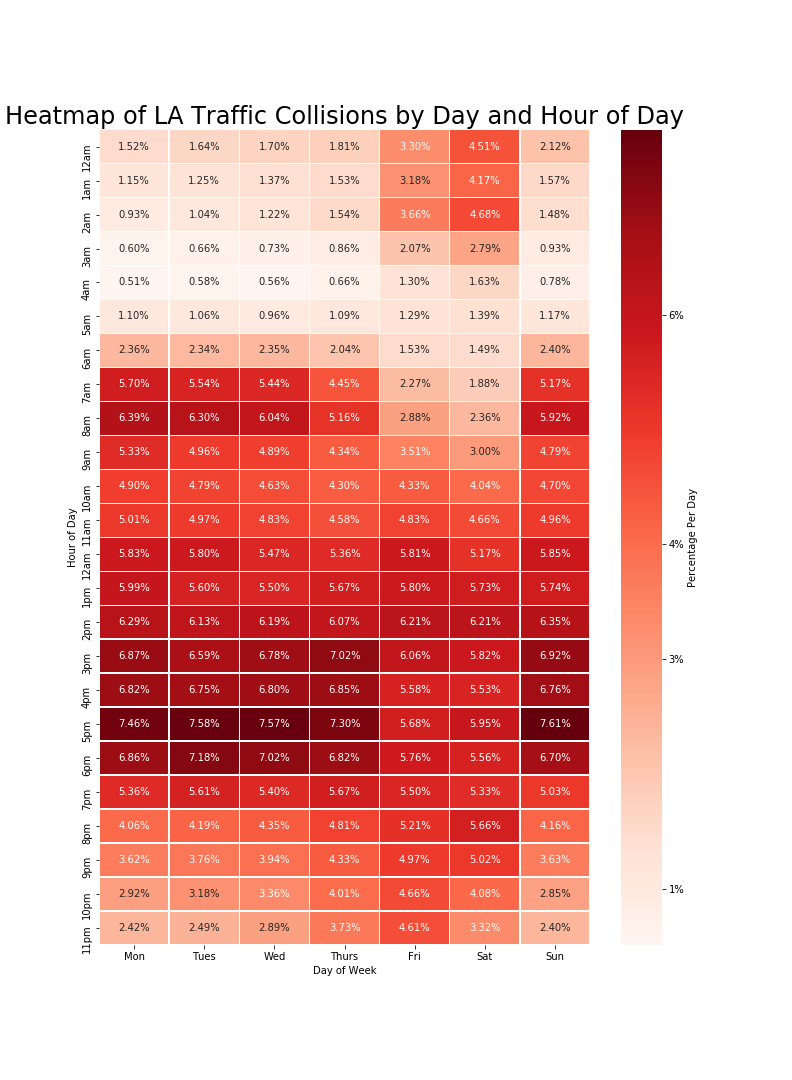 Heatmap of LA Traffic Collisions by Day and Hour of Day
12am 1.52% 1.64% 1.70% 1.81% 3.30% 4.51% 2.12%
1am 1.15% 1.25% 1.37% 1.53% 3.18% 4.17% 1.57%
2am 0.93% 1.04% 1.22% 1.54% 3.66% 4.68% 1.48%
3am 0.60% 0.66% 0.73% 0.86% 2.07% 2.79% 0.93%
4am 0.51% 0.58% 0.56% 0.66% 1.30% 1.63% 0.78%
5am 1.10% 1.06% 0.96% 1.09% 1.29% 1.39% 1.17%
6am 2.36% 2.34% 2.35% 2.04% 1.53% 1.49% 2.40%
7am 5.70% 5.54% 5.44% 4.45% 2.27% 1.88% 5.17%
8am 6.39% 6.30% 6.04% 5.16% 2.88% 2.36% 5.92%
9am 5.33% 4.96% 4.89% 4.34% 3.51% 3.00% 4.79%
10am 4.90% 4.79% 4.63% 4.30% 4.33% 4.04% 4.70%
11am 5.01% 4.97% 4.83% 4.58% 4.83% 4.66% 4.96%
12am 5.83% 5.80% 5.47% 5.36% 5.81% 5.17% 5.85%
1pm 5.99% 5.60% 5.50% 5.67% 5.80% 5.73% 5.74%
2pm 6.29% 6.13% 6.19% 6.07% 6.21% 6.21% 6.35%
3pm 6.87% 6.59% 6.78% 7.02% 6.06% 5.82% 6.92%
4pm 6.82% 6.75% 6.80% 6.85% 5.58% 5.53% 6.76%
5pm 7.46% 7.58% 7.57% 7.30% 5.68% 5.95% 7.61%
6pm 6.86% 7.18% 7.02% 6.82% 5.76% 5.56% 6.70%
7pm 5.36% 5.61% 5.40% 5.67% 5.50% 5.33% 5.03%
8pm 4.06% 4.19% 4.35% 4.81% 5.21% 5.66% 4.16%
9pm 3.62% 3.76% 3.94% 4.33% 4.97% 5.02% 3.63%
10pm 2.92% 3.18% 3.36% 4.01% 4.66% 4.08% 2.85%
11pm 2.42% 2.49% 2.89% 3.73% 4.61% 3.32% 2.40%
Mon Tues Wed Thurs Fri Sat Sun
Day of Week
Hour of Day
6%
4%
3%
1%
Percentage Per Day